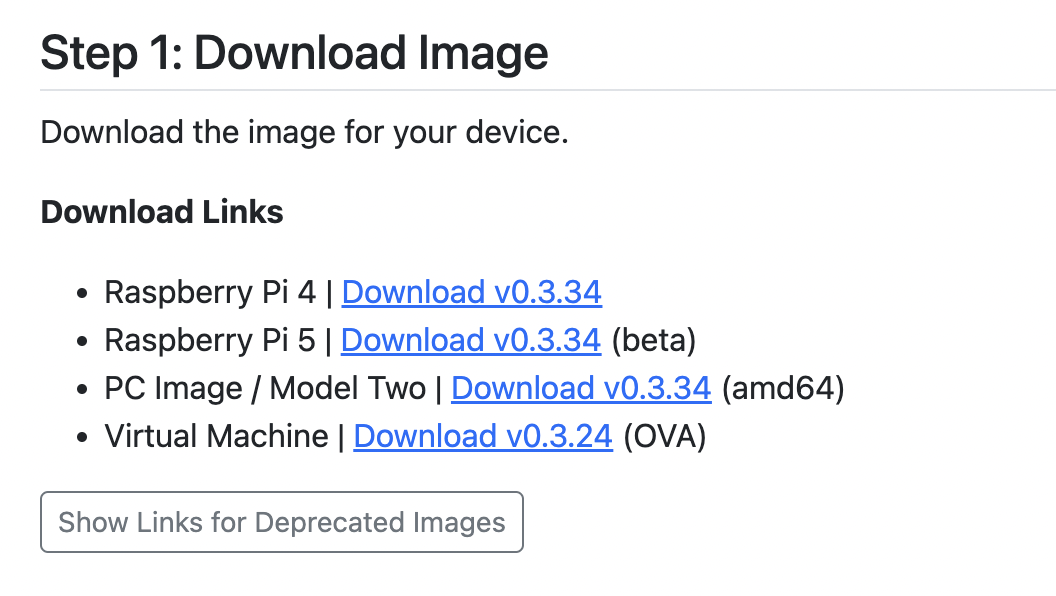 Step 1: Download Image
Download the image for your device.
Download Links
• Raspberry Pi 4 | Download v0.3.34
• Raspberry Pi 5 | Download v0.3.34 (beta)
• PC Image / Model Two | Download v0.3.34 (amd64)
• Virtual Machine | Download v0.3.24 (OVA)
Show Links for Deprecated Images